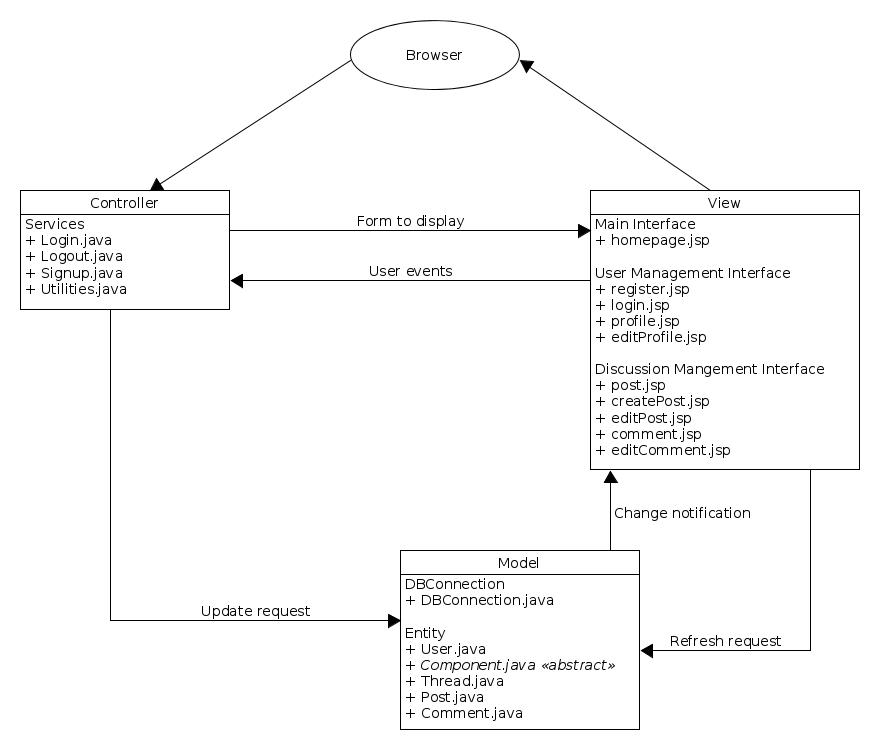 Browser
Controller
Services
+ Login.java
+ Logout.java
+ Signup.java
+ Utilities.java
Form to display
User events
View
Main Interface
+ homepage.jsp
User Management Interface
+ register.jsp
+ login.jsp
+ profile.jsp
+ editProfile.jsp
Discussion Mangement Interface
+ post.jsp
+ createPost.jsp
+ editPost.jsp
+ comment.jsp
+ editComment.jsp
Change notification
Update request
Refresh request
Model
DBConnection
+ DBConnection.java
Entity
+ User.java
+ Component.java «abstract»
+ Thread.java
+ Post.java
+ Comment.java